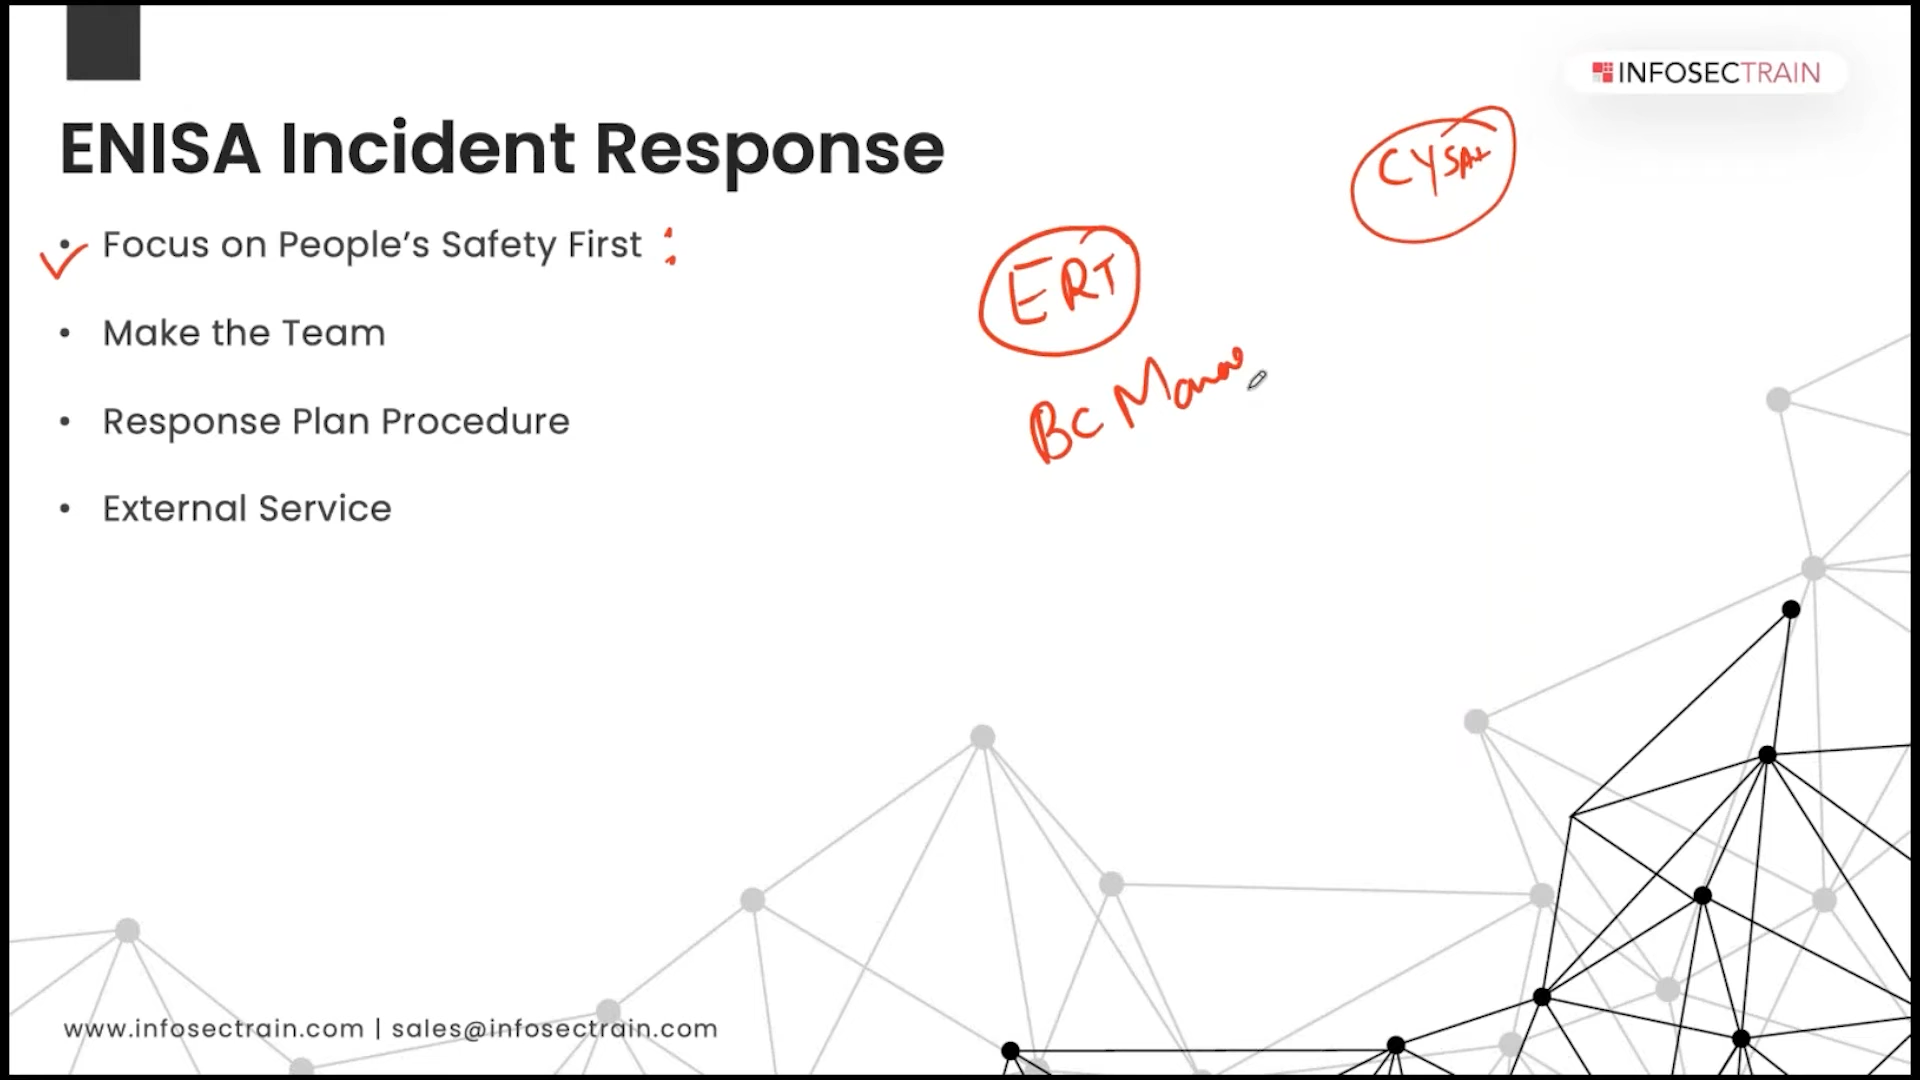 INFOSECTRAIN
ENISA Incident Response
CYSA+
• Focus on People's Safety First :
ERT
• Make the Team
BC
• Response Plan Procedure
• External Service
www.infosectrain.com | sales@infosectrain.com